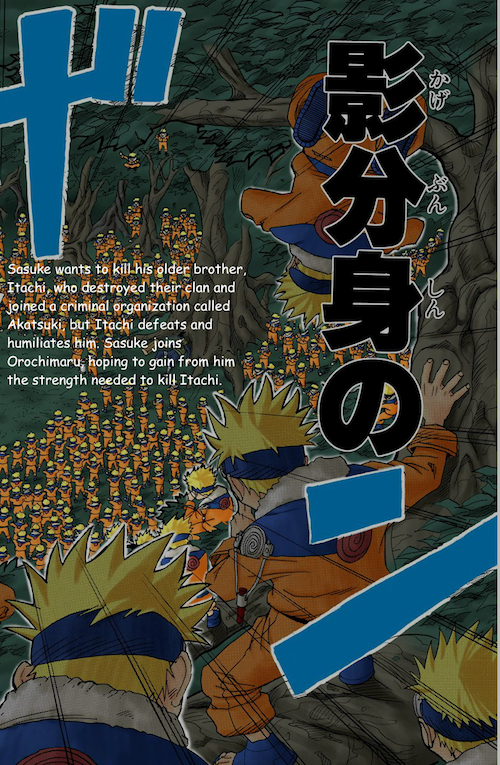 ドン
影分身の
かげ ぶん しん
Sasuke wants to kill his older brother,
Itachi, who destroyed their clan and
joined a criminal organization called
Akatsuki, but Itachi defeats and
humiliates him. Sasuke joins
Orochimaru, hoping to gain from him
the strength needed to kill Itachi.